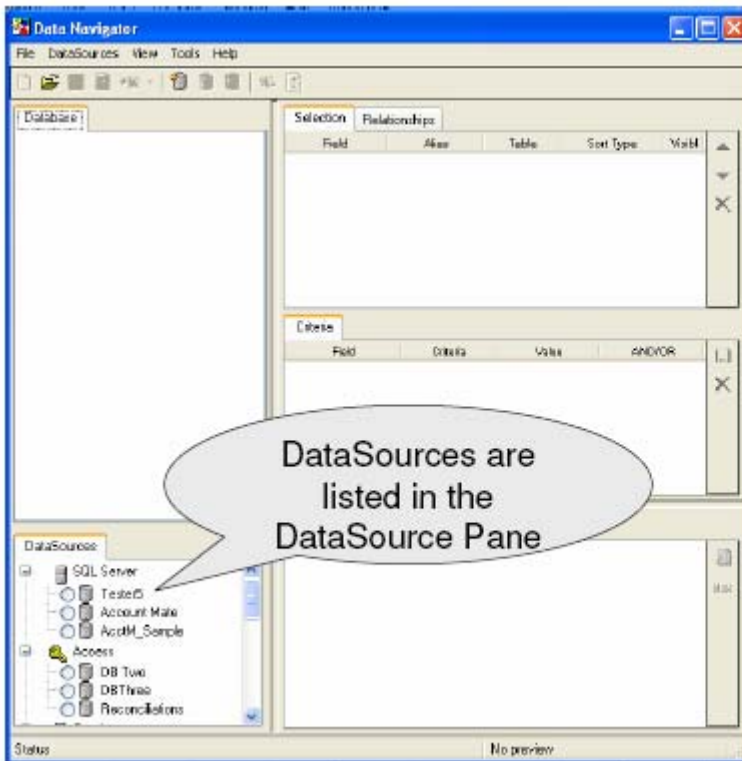 Data Navigator
File DataSources View Tools Help
Database
Selection Relationships
Field Alias Table Sort Type Visibl
Criteria
Field Criteria Value AND/OR
DataSources are
listed in the
DataSource Pane
DataSources
SQL Server
Tester5
Account Mate
AcctM_Sample
Access
DB Two
DBThree
Reconciliations
Status No preview